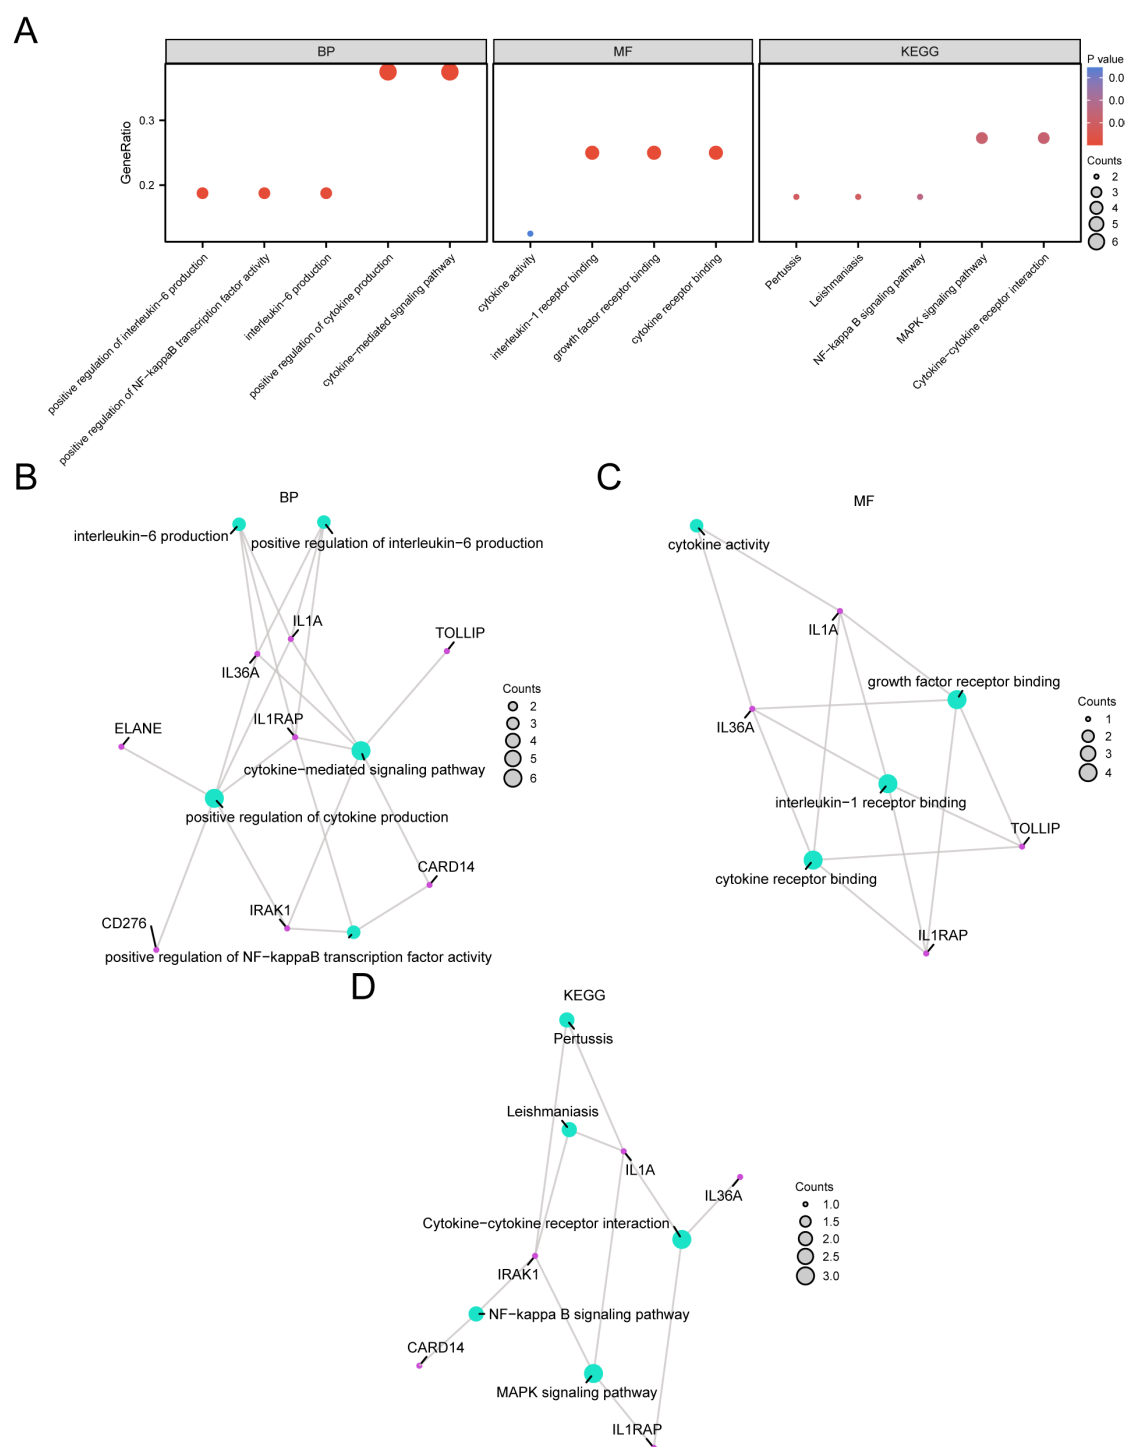 A
BP
MF
KEGG
GeneRatio
0.3
0.2
positive regulation of interleukin−6 production
positive regulation of NF−kappaB transcription factor activity
interleukin−6 production
positive regulation of cytokine production
cytokine−mediated signaling pathway
cytokine activity
interleukin−1 receptor binding
growth factor receptor binding
cytokine receptor binding
Pertussis
Leishmaniasis
NF−kappa B signaling pathway
MAPK signaling pathway
Cytokine−cytokine receptor interaction
P value
0.0
0.0
0.0
Counts
2
3
4
5
6
B
BP
interleukin−6 production
positive regulation of interleukin−6 production
IL1A
TOLLIP
IL36A
IL1RAP
ELANE
cytokine−mediated signaling pathway
positive regulation of cytokine production
CARD14
IRAK1
CD276
positive regulation of NF−kappaB transcription factor activity
Counts
2
3
4
5
6
C
MF
cytokine activity
IL1A
growth factor receptor binding
IL36A
interleukin−1 receptor binding
TOLLIP
cytokine receptor binding
IL1RAP
Counts
1
2
3
4
D
KEGG
Pertussis
Leishmaniasis
IL1A
IL36A
Cytokine−cytokine receptor interaction
IRAK1
NF−kappa B signaling pathway
CARD14
MAPK signaling pathway
IL1RAP
Counts
1.0
1.5
2.0
2.5
3.0